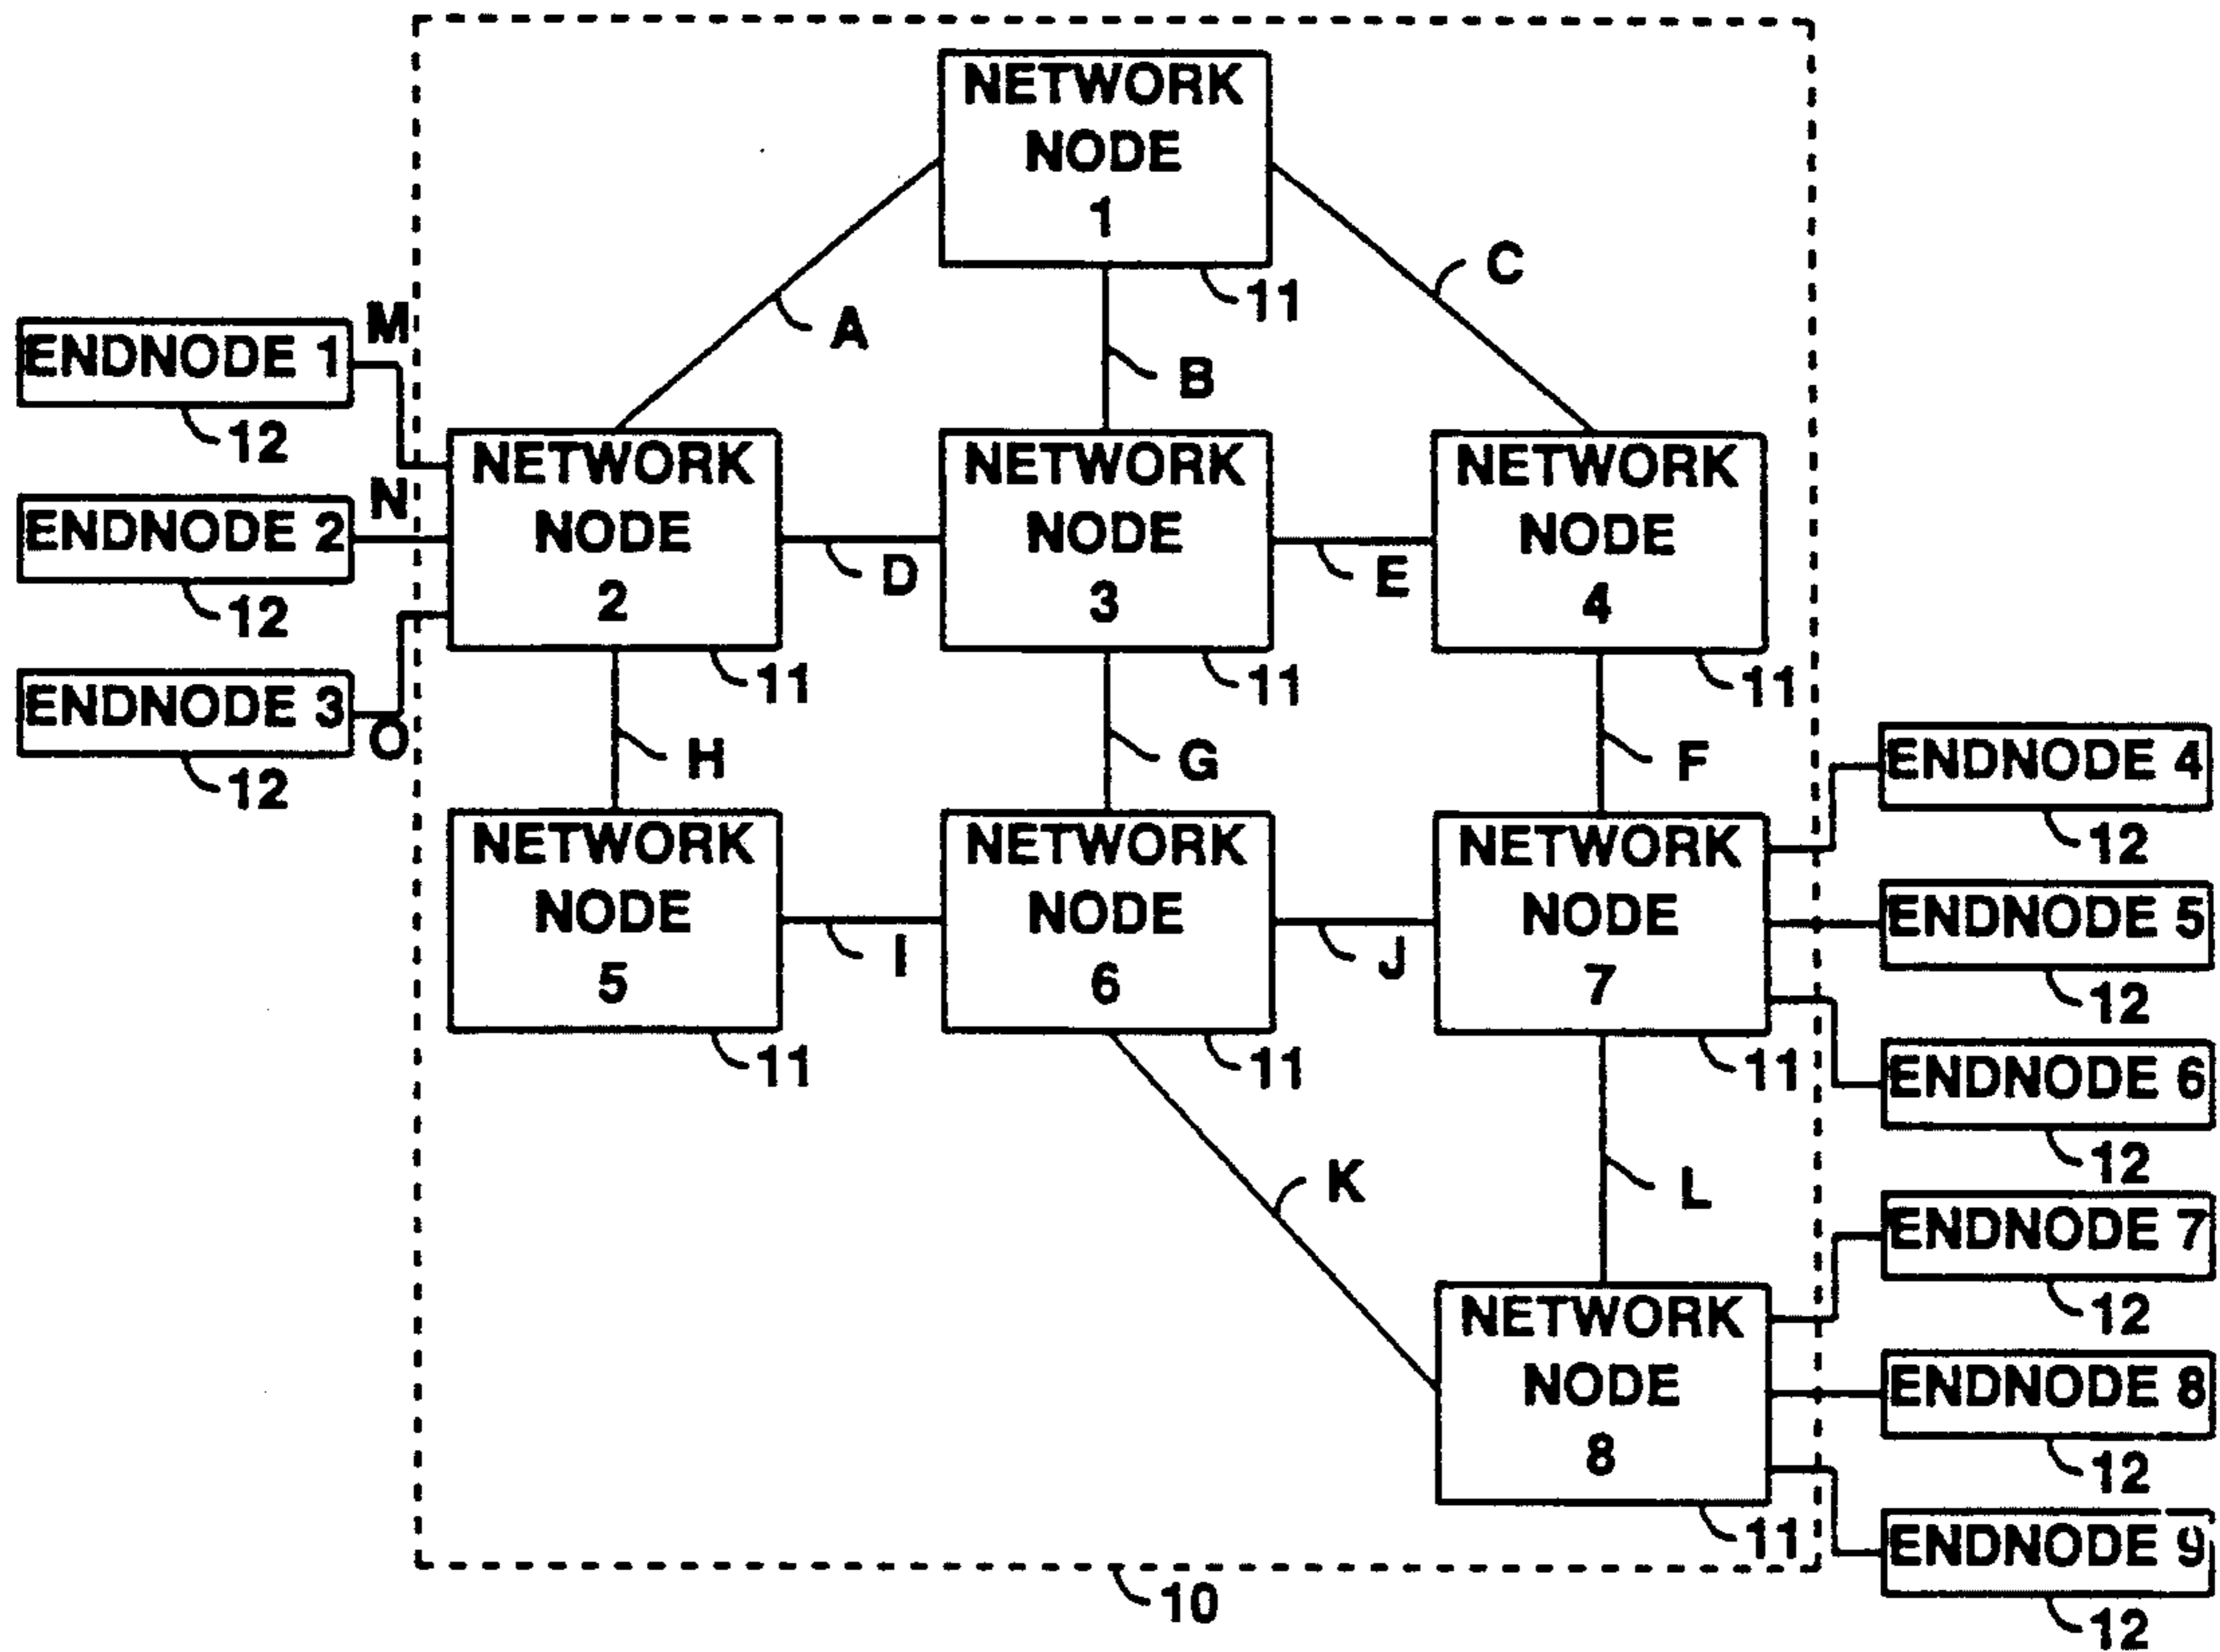 NETWORK
NODE
1
11
A
B
C
M
ENDNODE 1
12
N
ENDNODE 2
12
ENDNODE 3
O
12
NETWORK
NODE
2
11
D
NETWORK
NODE
3
11
E
NETWORK
NODE
4
11
H
G
F
NETWORK
NODE
5
11
I
NETWORK
NODE
6
11
J
NETWORK
NODE
7
11
ENDNODE 4
12
ENDNODE 5
12
ENDNODE 6
12
K
L
NETWORK
NODE
8
11
ENDNODE 7
12
ENDNODE 8
12
ENDNODE 9
12
10